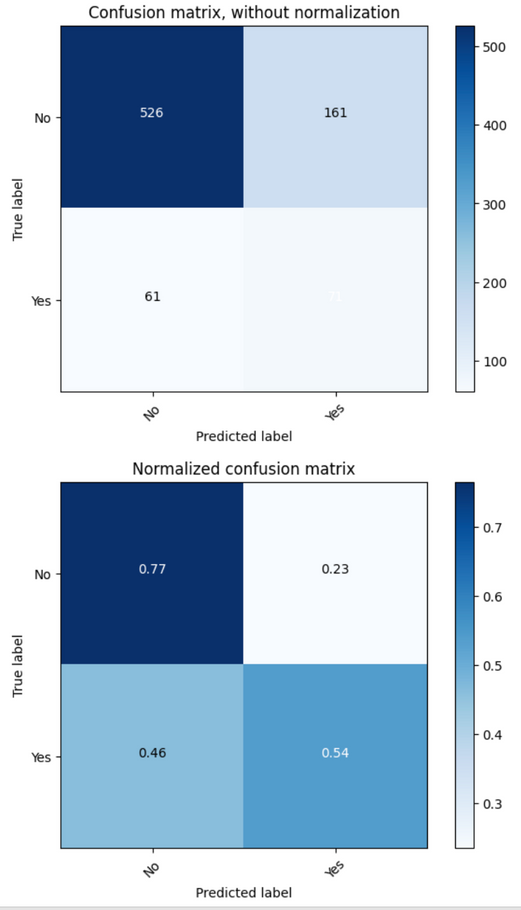 Confusion matrix, without normalization
No
526
161
500
400
300
200
100
True label
Yes
61
71
No
Yes
Predicted label
Normalized confusion matrix
No
0.77
0.23
0.7
0.6
0.5
0.4
0.3
True label
Yes
0.46
0.54
No
Yes
Predicted label